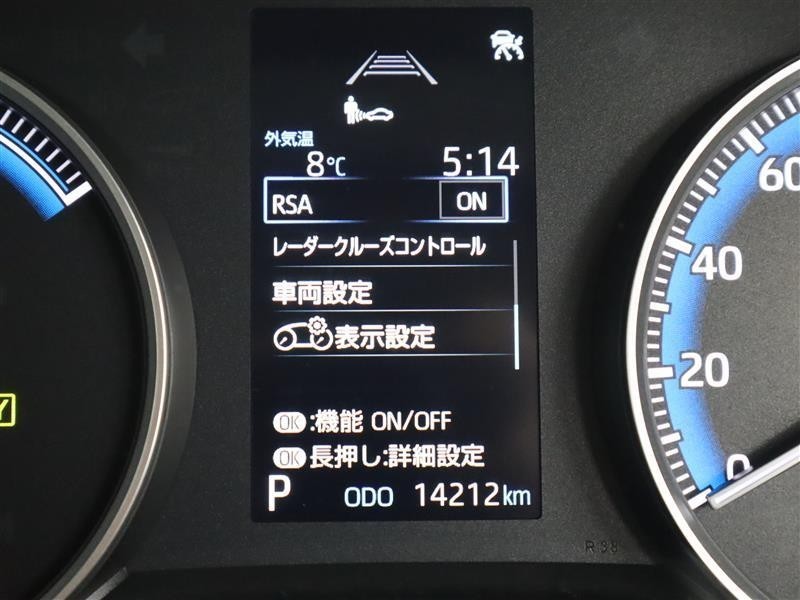 外気温
8℃ 5:14
RSA ON
レーダークルーズコントロール
車両設定
表示設定
OK:機能 ON/OFF
OK長押し:詳細設定
P ODO 14212km
60
40
20
0
Y